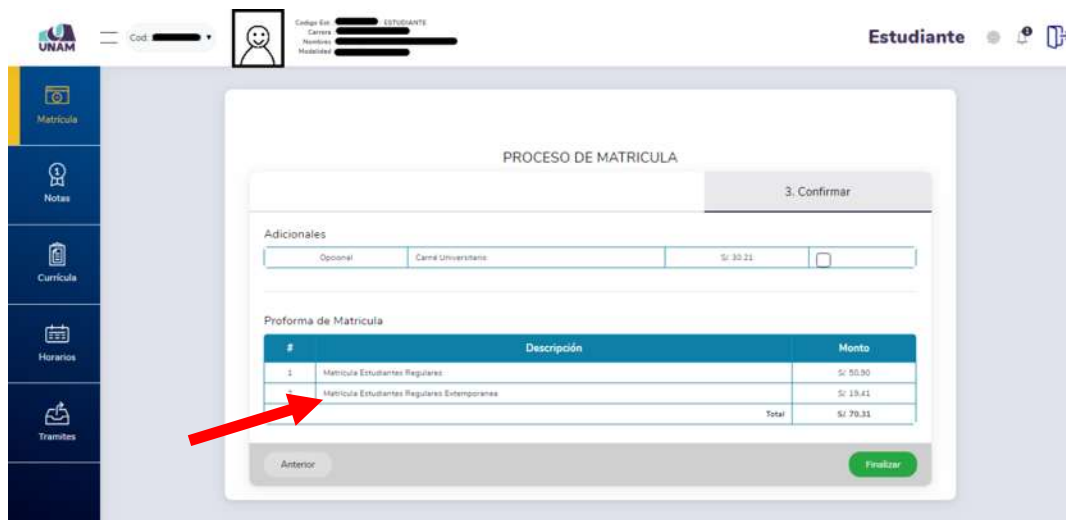 UNAM
Cod:
Codigo Est: ESTUDIANTE
Carrera
Nombres
Modalidad
Estudiante
Matrícula
Notas
Currícula
Horarios
Tramites
PROCESO DE MATRICULA
3. Confirmar
Adicionales
Opcional Carné Universitario S/ 30.21
Proforma de Matricula
# Descripción Monto
1 Matricula Estudiantes Regulares S/ 50.90
Matricula Estudiantes Regulares Extemporanea S/ 19.41
Total S/ 70.31
Anterior
Finalizar